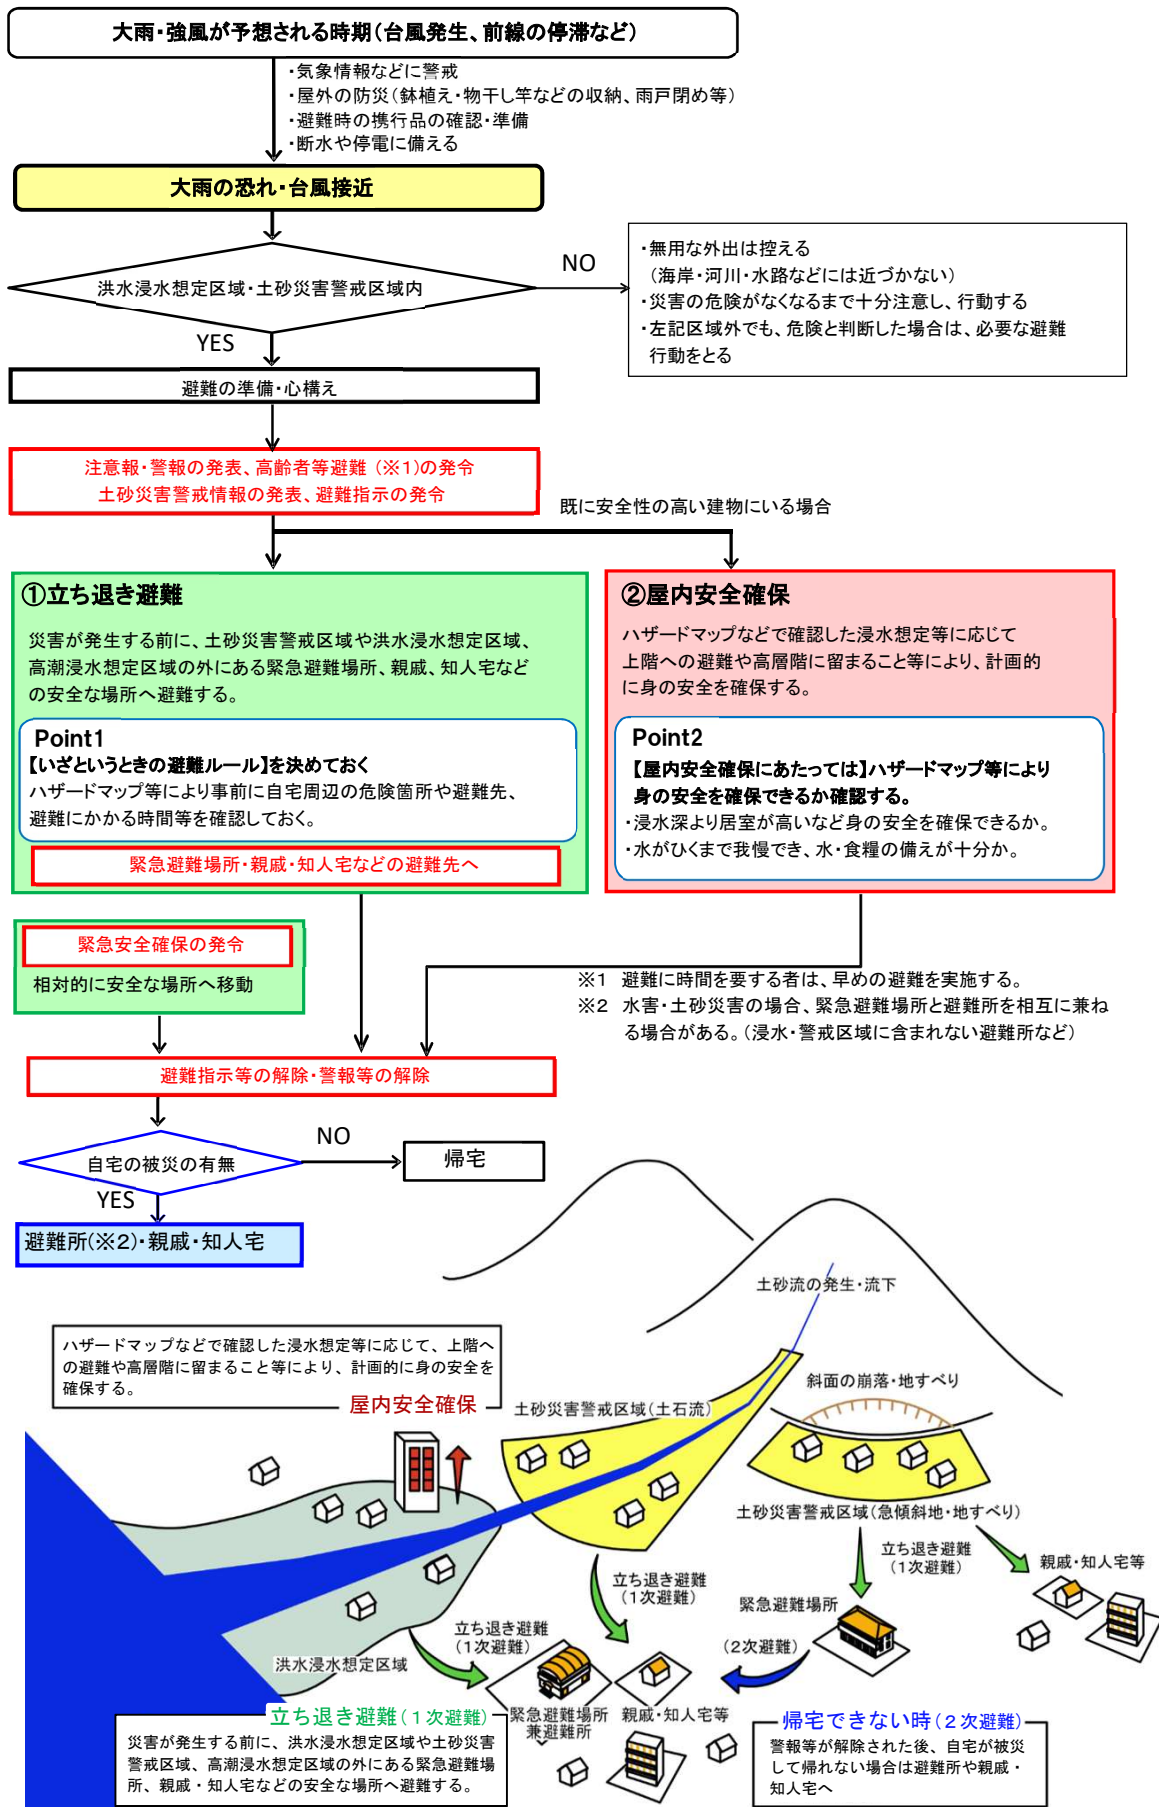 大雨・強風が予想される時期(台風発生、前線の停滞など)
・気象情報などに警戒
・屋外の防災(鉢植え・物干し竿などの収納、雨戸閉め等)
・避難時の携行品の確認・準備
・断水や停電に備える
大雨の恐れ・台風接近
洪水浸水想定区域・土砂災害警戒区域内
NO
・無用な外出は控える
(海岸・河川・水路などには近づかない)
・災害の危険がなくなるまで十分注意し、行動する
・左記区域外でも、危険と判断した場合は、必要な避難
行動をとる
YES
避難の準備・心構え
注意報・警報の発表、高齢者等避難(※1)の発令
土砂災害警戒情報の発表、避難指示の発令
既に安全性の高い建物にいる場合
①立ち退き避難
災害が発生する前に、土砂災害警戒区域や洪水浸水想定区域、
高潮浸水想定区域の外にある緊急避難場所、親戚、知人宅など
の安全な場所へ避難する。
Point1
【いざというときの避難ルール】を決めておく
ハザードマップ等により事前に自宅周辺の危険箇所や避難先、
避難にかかる時間等を確認しておく。
緊急避難場所・親戚・知人宅などの避難先へ
②屋内安全確保
ハザードマップなどで確認した浸水想定等に応じて
上階への避難や高層階に留まること等により、計画的
に身の安全を確保する。
Point2
【屋内安全確保にあたっては】ハザードマップ等により
身の安全を確保できるか確認する。
・浸水深より居室が高いなど身の安全を確保できるか。
・水がひくまで我慢でき、水・食糧の備えが十分か。
緊急安全確保の発令
相対的に安全な場所へ移動
※1 避難に時間を要する者は、早めの避難を実施する。
※2 水害・土砂災害の場合、緊急避難場所と避難所を相互に兼ね
る場合がある。(浸水・警戒区域に含まれない避難所など)
避難指示等の解除・警報等の解除
自宅の被災の有無
NO
帰宅
YES
避難所(※2)・親戚・知人宅
土砂流の発生・流下
ハザードマップなどで確認した浸水想定等に応じて、上階へ
の避難や高層階に留まること等により、計画的に身の安全を
確保する。
屋内安全確保
斜面の崩落・地すべり
土砂災害警戒区域(土石流)
土砂災害警戒区域(急傾斜地・地すべり)
立ち退き避難
(1次避難)
親戚・知人宅等
立ち退き避難
(1次避難)
緊急避難場所
立ち退き避難
(1次避難)
(2次避難)
洪水浸水想定区域
緊急避難場所
兼避難所
親戚・知人宅等
立ち退き避難(1次避難)
災害が発生する前に、洪水浸水想定区域や土砂災害
警戒区域、高潮浸水想定区域の外にある緊急避難場
所、親戚・知人宅などの安全な場所へ避難する。
帰宅できない時(2次避難)
警報等が解除された後、自宅が被災
して帰れない場合は避難所や親戚・
知人宅へ